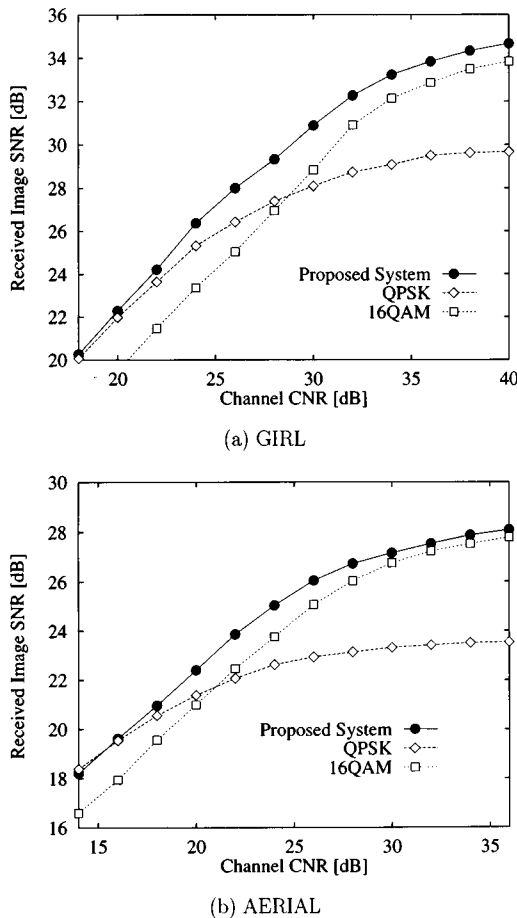 36
34
32
30
28
26
24
22
20
Received Image SNR [dB]
Proposed System
QPSK
16QAM
20 25 30 35 40
Channel CNR [dB]
(a) GIRL
30
28
26
24
22
20
18
16
Received Image SNR [dB]
Proposed System
QPSK
16QAM
15 20 25 30 35
Channel CNR [dB]
(b) AERIAL